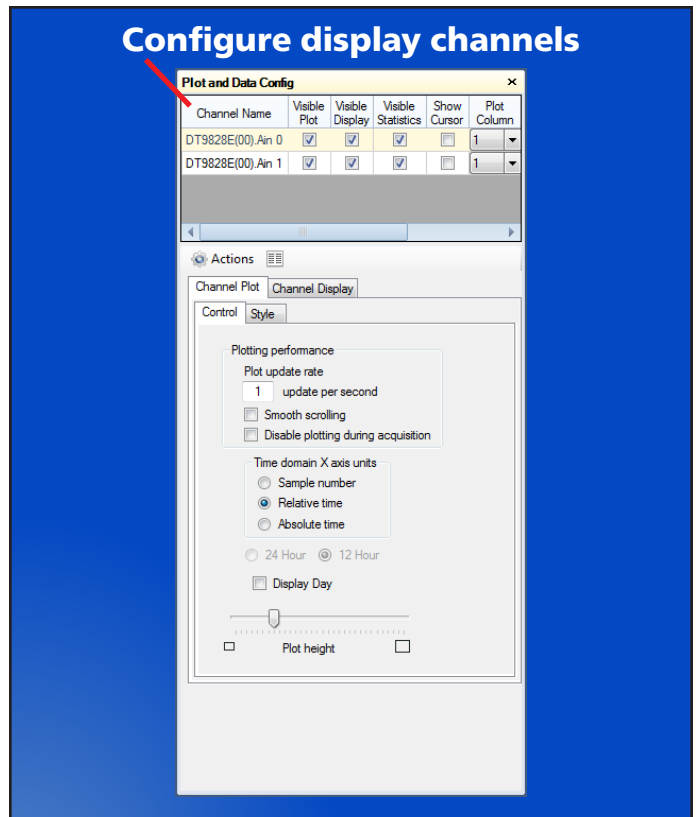 Configure display channels
Plot and Data Config
Channel Name Visible Plot Visible Display Visible Statistics Show Cursor Plot Column
DT9828E(00).Ain 0 1
DT9828E(00).Ain 1 1
Actions
Channel Plot Channel Display
Control Style
Plotting performance
Plot update rate
1 update per second
Smooth scrolling
Disable plotting during acquisition
Time domain X axis units
Sample number
Relative time
Absolute time
24 Hour 12 Hour
Display Day
Plot height